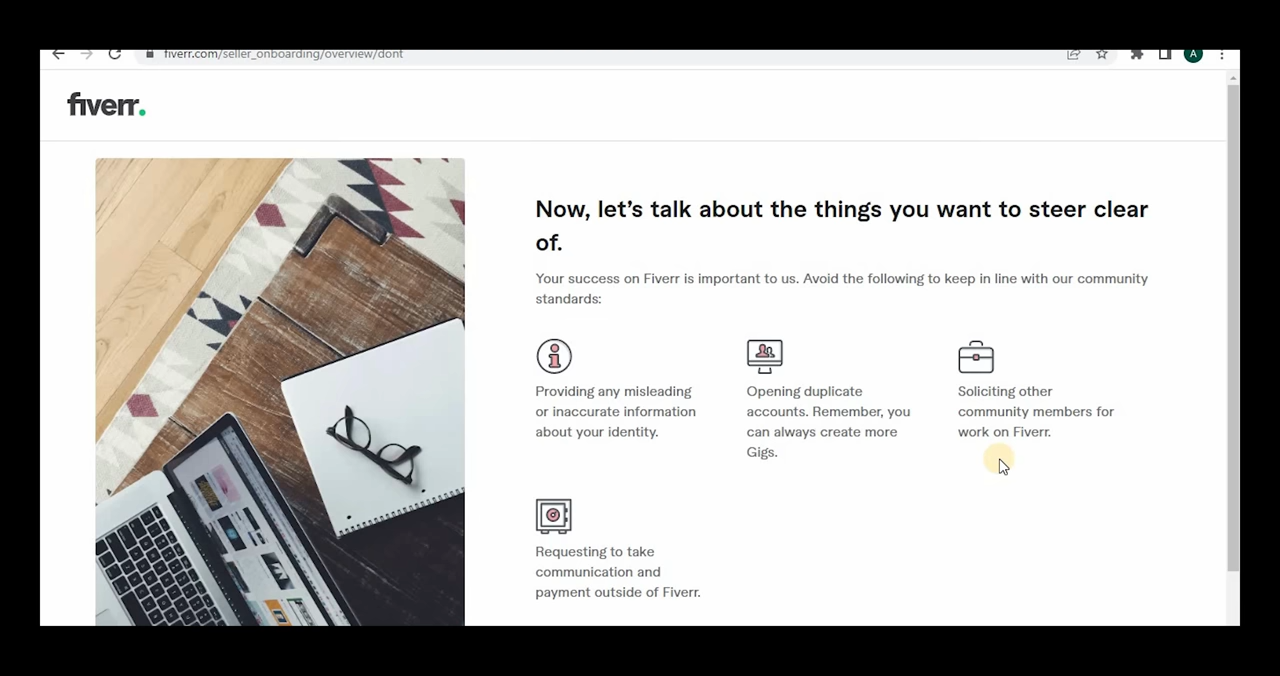 fiverr.com/seller_onboarding/overview/dont
A
fiverr.
Now, let's talk about the things you want to steer clear
of.
Your success on Fiverr is important to us. Avoid the following to keep in line with our community
standards:
Providing any misleading
or inaccurate information
about your identity.
Opening duplicate
accounts. Remember, you
can always create more
Gigs.
Soliciting other
community members for
work on Fiverr.
Requesting to take
communication and
payment outside of Fiverr.